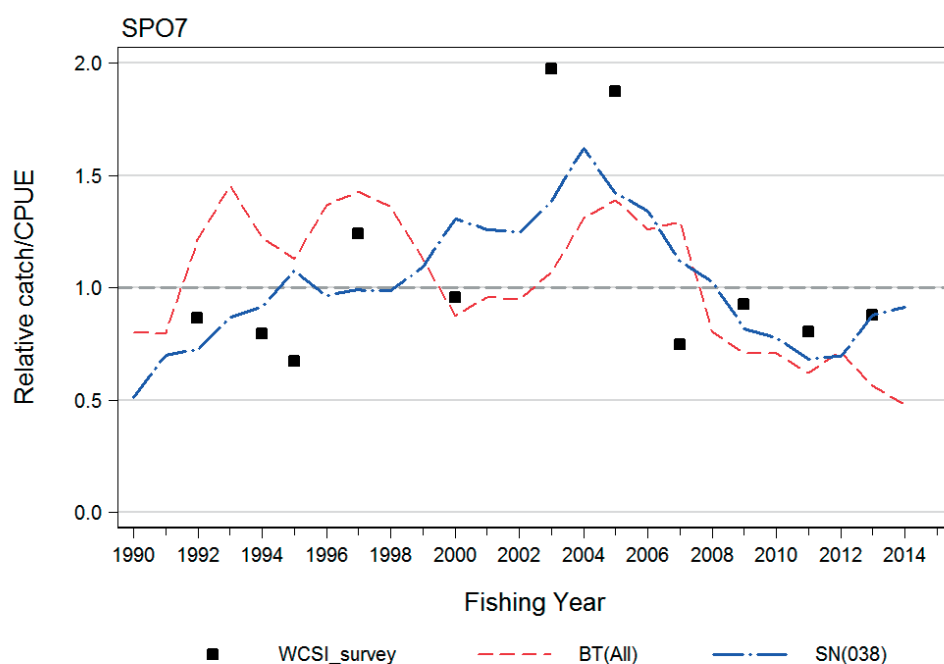 SPO7
Relative catch/CPUE
2.0
1.5
1.0
0.5
0.0
1990 1992 1994 1996 1998 2000 2002 2004 2006 2008 2010 2012 2014
Fishing Year
WCSI_survey BT(All) SN(038)